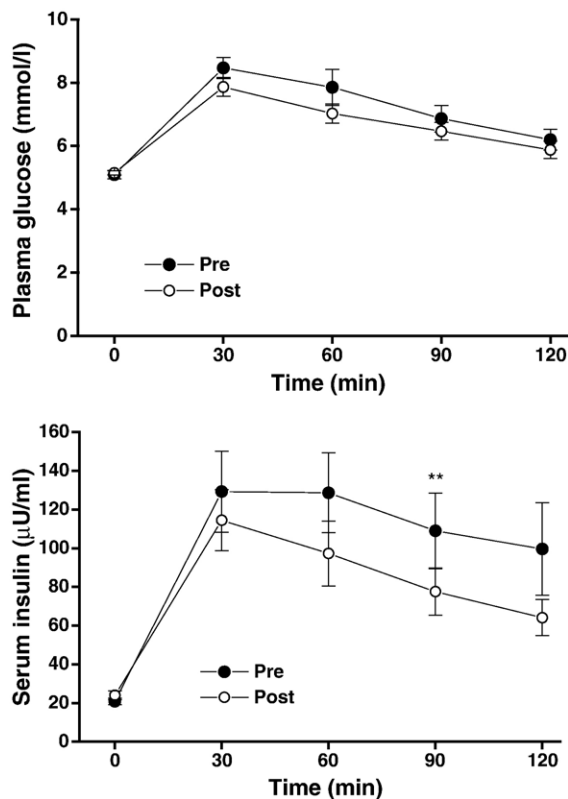 Plasma glucose (mmol/l)
10
8
6
4
2
0
Pre
Post
0 30 60 90 120
Time (min)
Serum insulin (μU/ml)
160
140
120
100
80
60
40
20
0
**
Pre
Post
0 30 60 90 120
Time (min)